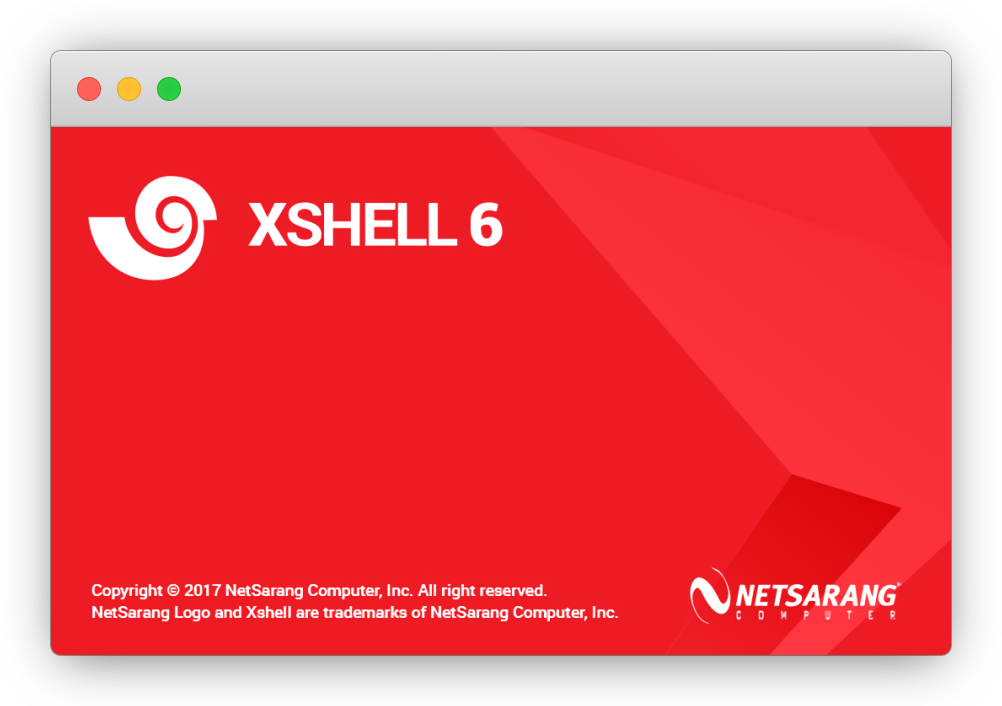 XSHELL 6
Copyright © 2017 NetSarang Computer, Inc. All right reserved.
NetSarang Logo and Xshell are trademarks of NetSarang Computer, Inc.
NETSARANG®
COMPUTER